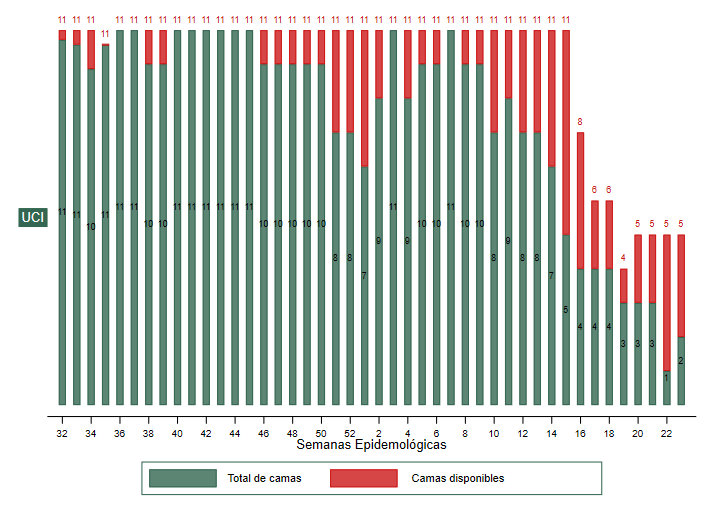 11 11 11 11 11 11 11 11 11 11 11 11 11 11 11 11 11 11 11 11 11 11 11 11 11 11 11 11 11 11 11 11 11 11 11 11 8 6 6 4 5 5 5 5
UCI
11 11 10 11 11 11 10 10 11 11 11 11 11 11 10 10 10 10 10 8 8 7 9 11 9 10 10 11 10 10 8 9 8 8 7 5 4 4 4 3 3 3 1 2
32 34 36 38 40 42 44 46 48 50 52 2 4 6 8 10 12 14 16 18 20 22
Semanas Epidemológicas
Total de camas Camas disponibles